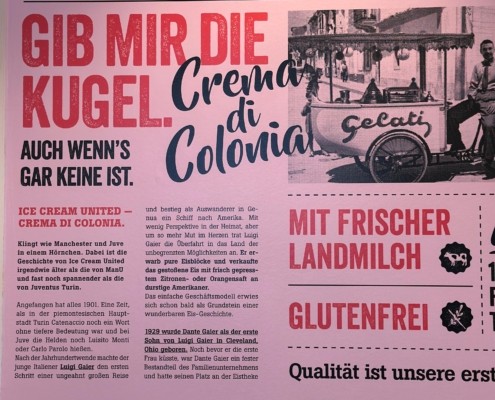 GIB MIR DIE
KUGEL.
Crema
di
Colonia
AUCH WENN'S
GAR KEINE IST.
ICE CREAM UNITED –
CREMA DI COLONIA.
Klingt wie Manchester und Juve
in einem Hörnchen. Dabei ist die
Geschichte von Ice Cream United
irgendwie älter als die von ManU
und fast noch spannender als die
von Juventus Turin.
Angefangen hat alles 1901. Eine Zeit,
als in der piemontesischen Haupt-
stadt Turin Catenaccio noch ein Wort
ohne tiefere Bedeutung war und bei
Juve die Helden noch Luisito Monti
oder Carlo Parolo hießen.
Nach der Jahrhundertwende machte der
junge Italiener Luigi Gaier den ersten
Schritt einer ungeahnt großen Reise
und bestieg als Auswanderer in Ge-
nua ein Schiff nach Amerika. Mit
wenig Perspektive in der Heimat, aber
um so mehr Mut im Herzen trat Luigi
Gaier die Überfahrt in das Land der
unbegrenzten Möglichkeiten an. Er er-
warb pure Eisblöcke und verkaufte
das gestoßene Eis mit frisch gepress-
tem Zitronen- oder Orangensaft an
durstige Amerikaner.
Das einfache Geschäftsmodell erwies
sich schon bald als Grundstein einer
wunderbaren Eis-Geschichte.
1929 wurde Dante Gaier als der erste
Sohn von Luigi Gaier in Cleveland,
Ohio geboren. Noch bevor er die erste
Frau küsste, war Dante Gaier ein fester
Bestandteil des Familienunternehmens
und hatte seinen Platz an der Eistheke
Gelati
MIT FRISCHER
LANDMILCH
GLUTENFREI
Qualität ist unsere erst